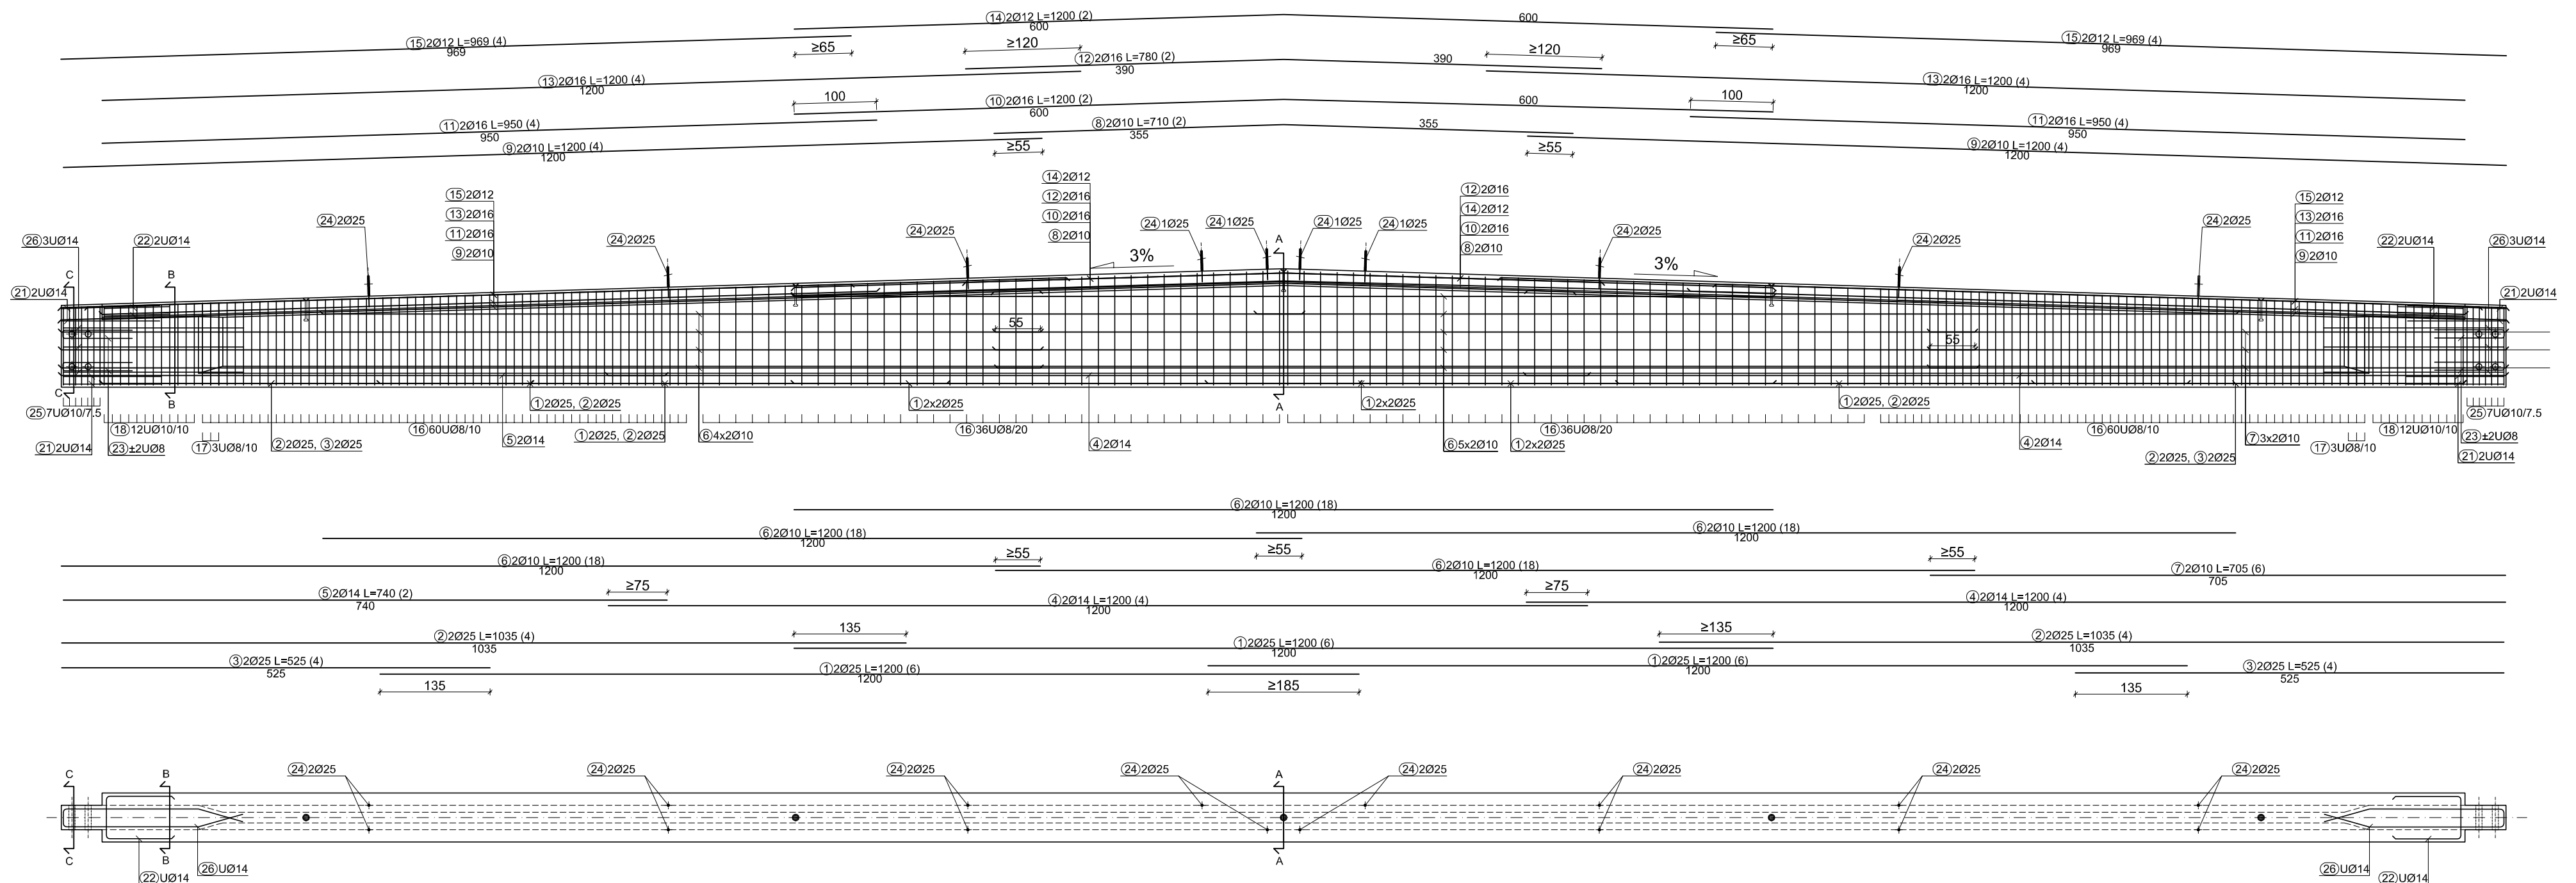 ⑭2Ø12 L=1200 (2)
600
600
⑮2Ø12 L=969 (4)
969
≥65
≥120
≥120
≥65
⑮2Ø12 L=969 (4)
969
⑫2Ø16 L=780 (2)
390
390
⑬2Ø16 L=1200 (4)
1200
⑬2Ø16 L=1200 (4)
1200
100
⑩2Ø16 L=1200 (2)
600
600
100
⑪2Ø16 L=950 (4)
950
⑧2Ø10 L=710 (2)
355
355
⑪2Ø16 L=950 (4)
950
⑨2Ø10 L=1200 (4)
1200
≥55
≥55
⑨2Ø10 L=1200 (4)
1200
⑮2Ø12
⑬2Ø16
⑪2Ø16
⑨2Ø10
⑭2Ø12
⑫2Ø16
⑩2Ø16
⑧2Ø10
⑫2Ø16
⑭2Ø12
⑩2Ø16
⑧2Ø10
⑮2Ø12
⑬2Ø16
⑪2Ø16
⑨2Ø10
㉖3UØ14
㉒2UØ14
㉔2Ø25
㉔2Ø25
㉔2Ø25
㉔1Ø25
㉔1Ø25
㉔1Ø25
㉔1Ø25
㉔2Ø25
㉔2Ø25
㉔2Ø25
㉒2UØ14
㉖3UØ14
A
3%
3%
C
B
㉑2UØ14
㉑2UØ14
55
55
C
B
A
㉕7UØ10/7.5
⑱12UØ10/10
⑯60UØ8/10
①2Ø25, ②2Ø25
①2x2Ø25
⑯36UØ8/20
①2x2Ø25
⑯36UØ8/20
①2Ø25, ②2Ø25
⑯60UØ8/10
⑱12UØ10/10
㉕7UØ10/7.5
㉑2UØ14
㉓±2UØ8
⑰3UØ8/10
②2Ø25, ③2Ø25
⑤2Ø14
①2Ø25, ②2Ø25
⑥4x2Ø10
④2Ø14
⑥5x2Ø10
①2x2Ø25
④2Ø14
②2Ø25, ③2Ø25
⑦3x2Ø10
⑰3UØ8/10
㉓±2UØ8
㉑2UØ14
⑥2Ø10 L=1200 (18)
1200
⑥2Ø10 L=1200 (18)
1200
⑥2Ø10 L=1200 (18)
1200
⑥2Ø10 L=1200 (18)
1200
≥55
≥55
⑥2Ø10 L=1200 (18)
1200
≥55
⑦2Ø10 L=705 (6)
705
⑤2Ø14 L=740 (2)
740
≥75
④2Ø14 L=1200 (4)
1200
≥75
④2Ø14 L=1200 (4)
1200
②2Ø25 L=1035 (4)
1035
135
①2Ø25 L=1200 (6)
1200
≥135
②2Ø25 L=1035 (4)
1035
③2Ø25 L=525 (4)
525
135
①2Ø25 L=1200 (6)
1200
≥185
①2Ø25 L=1200 (6)
1200
135
③2Ø25 L=525 (4)
525
C
B
㉔2Ø25
㉔2Ø25
㉔2Ø25
㉔2Ø25
A
㉔2Ø25
㉔2Ø25
㉔2Ø25
㉔2Ø25
C
B
A
㉒UØ14
㉖UØ14
㉖UØ14
㉒UØ14